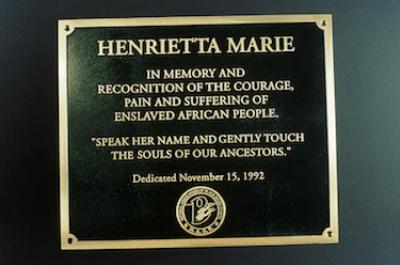 HENRIETTA MARIE
IN MEMORY AND
RECOGNITION OF THE COURAGE,
PAIN AND SUFFERING OF
ENSLAVED AFRICAN PEOPLE.
"SPEAK HER NAME AND GENTLY TOUCH
THE SOULS OF OUR ANCESTORS."
Dedicated November 15, 1992